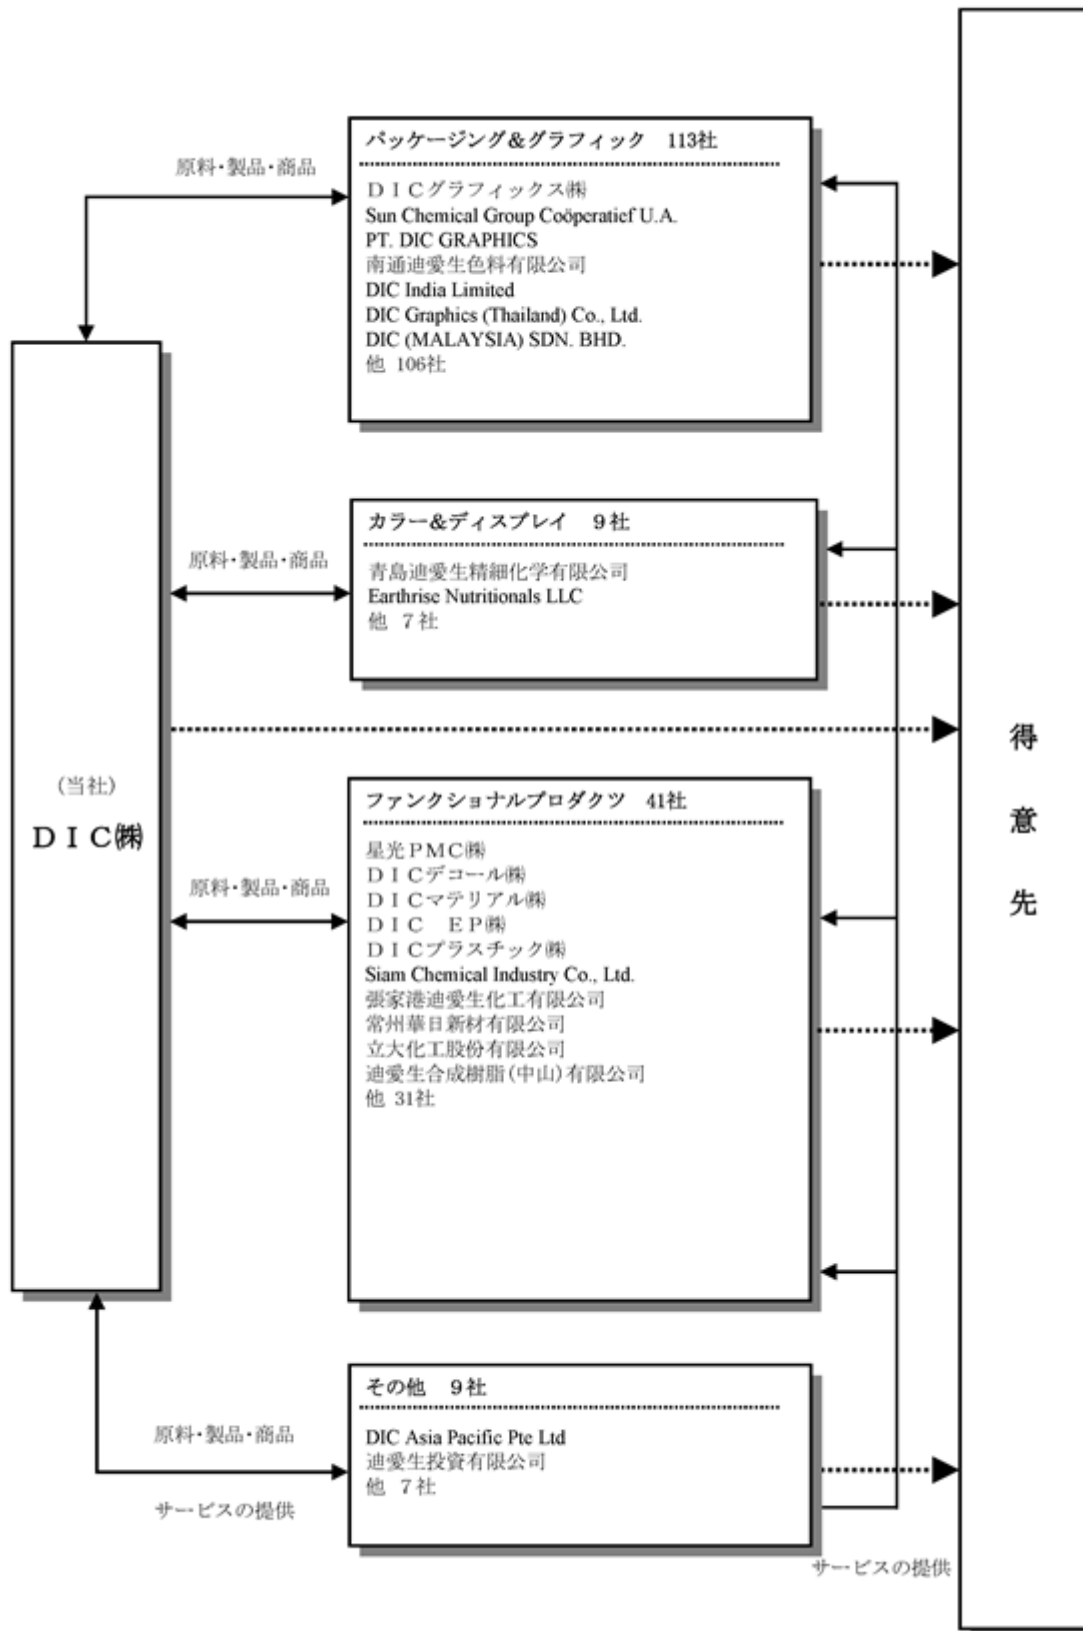 パッケージング&グラフィック 113社
原料・製品・商品
ＤＩＣグラフィックス㈱
Sun Chemical Group Coöperatief U.A.
PT. DIC GRAPHICS
南通迪愛生色料有限公司
DIC India Limited
DIC Graphics (Thailand) Co., Ltd.
DIC (MALAYSIA) SDN. BHD.
他 106社
カラー&ディスプレイ ９社
原料・製品・商品
青島迪愛生精細化学有限公司
Earthrise Nutritionals LLC
他 ７社
（当社）
ＤＩＣ㈱
得意先
ファンクショナルプロダクツ 41社
原料・製品・商品
星光ＰＭＣ㈱
ＤＩＣデコール㈱
ＤＩＣマテリアル㈱
ＤＩＣ　ＥＰ㈱
ＤＩＣプラスチック㈱
Siam Chemical Industry Co., Ltd.
張家港迪愛生化工有限公司
常州華日新材有限公司
立大化工股份有限公司
迪愛生合成樹脂（中山）有限公司
他 31社
その他 ９社
原料・製品・商品
サービスの提供
DIC Asia Pacific Pte Ltd
迪愛生投資有限公司
他 ７社
サービスの提供